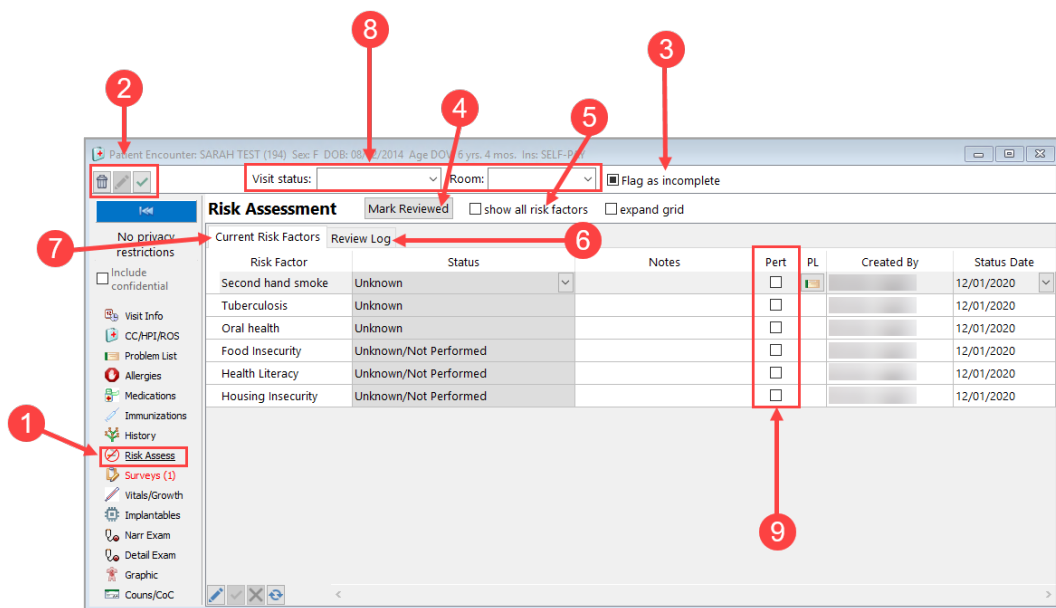 8
3
2
4
5
Patient Encounter: SARAH TEST (194) Sex: F DOB: 08/ /2014 Age DOV: 6 yrs. 4 mos. Ins: SELF-PAY
Visit status: Room: Flag as incomplete
Risk Assessment Mark Reviewed show all risk factors expand grid
7
No privacy restrictions
Include confidential
Current Risk Factors Review Log
6
Risk Factor Status Notes Pert PL Created By Status Date
Second hand smoke Unknown 12/01/2020
Tuberculosis Unknown 12/01/2020
Oral health Unknown 12/01/2020
Food Insecurity Unknown/Not Performed 12/01/2020
Health Literacy Unknown/Not Performed 12/01/2020
Housing Insecurity Unknown/Not Performed 12/01/2020
Visit Info
CC/HPI/ROS
Problem List
Allergies
Medications
Immunizations
History
1
Risk Assess
Surveys (1)
Vitals/Growth
Implantables
Narr Exam
Detail Exam
Graphic
Couns/CoC
9